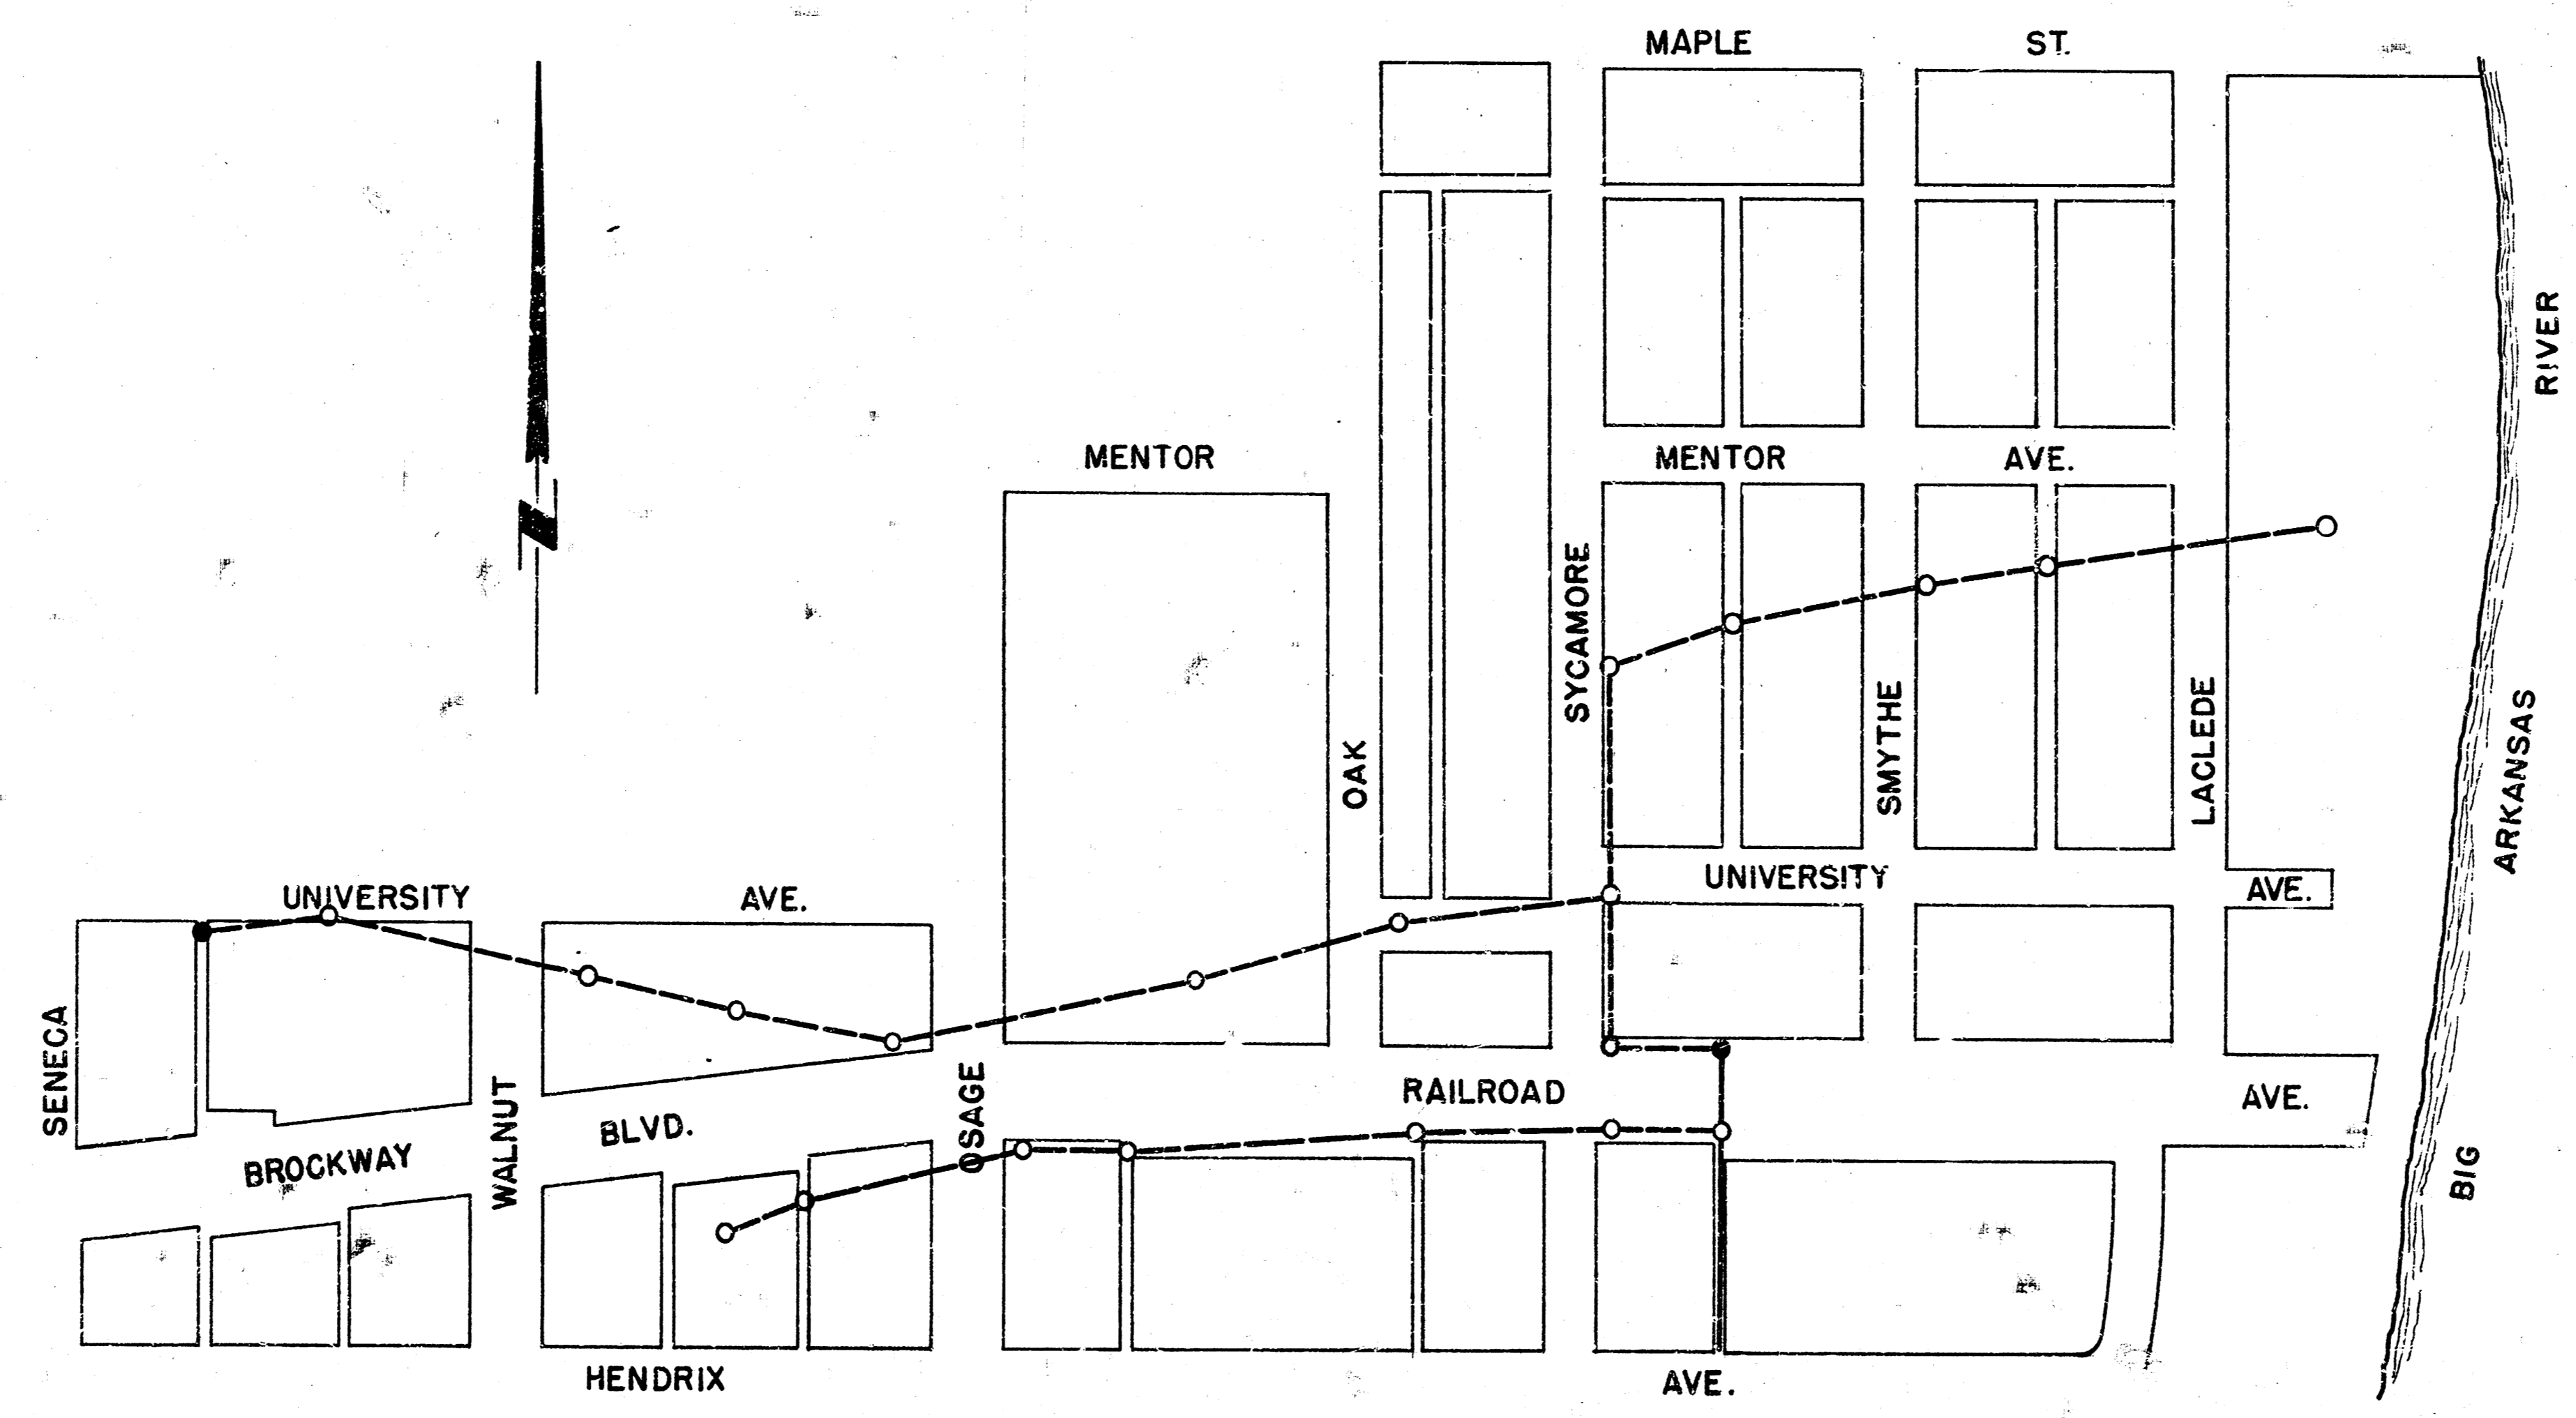 MAPLE ST.
RIVER
MENTOR MENTOR AVE.
N
SYCAMORE
OAK
SMYTHE
LACLEDE
ARKANSAS
UNIVERSITY AVE. UNIVERSITY AVE.
SENECA
WALNUT
OSAGE
RAILROAD AVE.
BROCKWAY BLVD.
BIG
HENDRIX AVE.